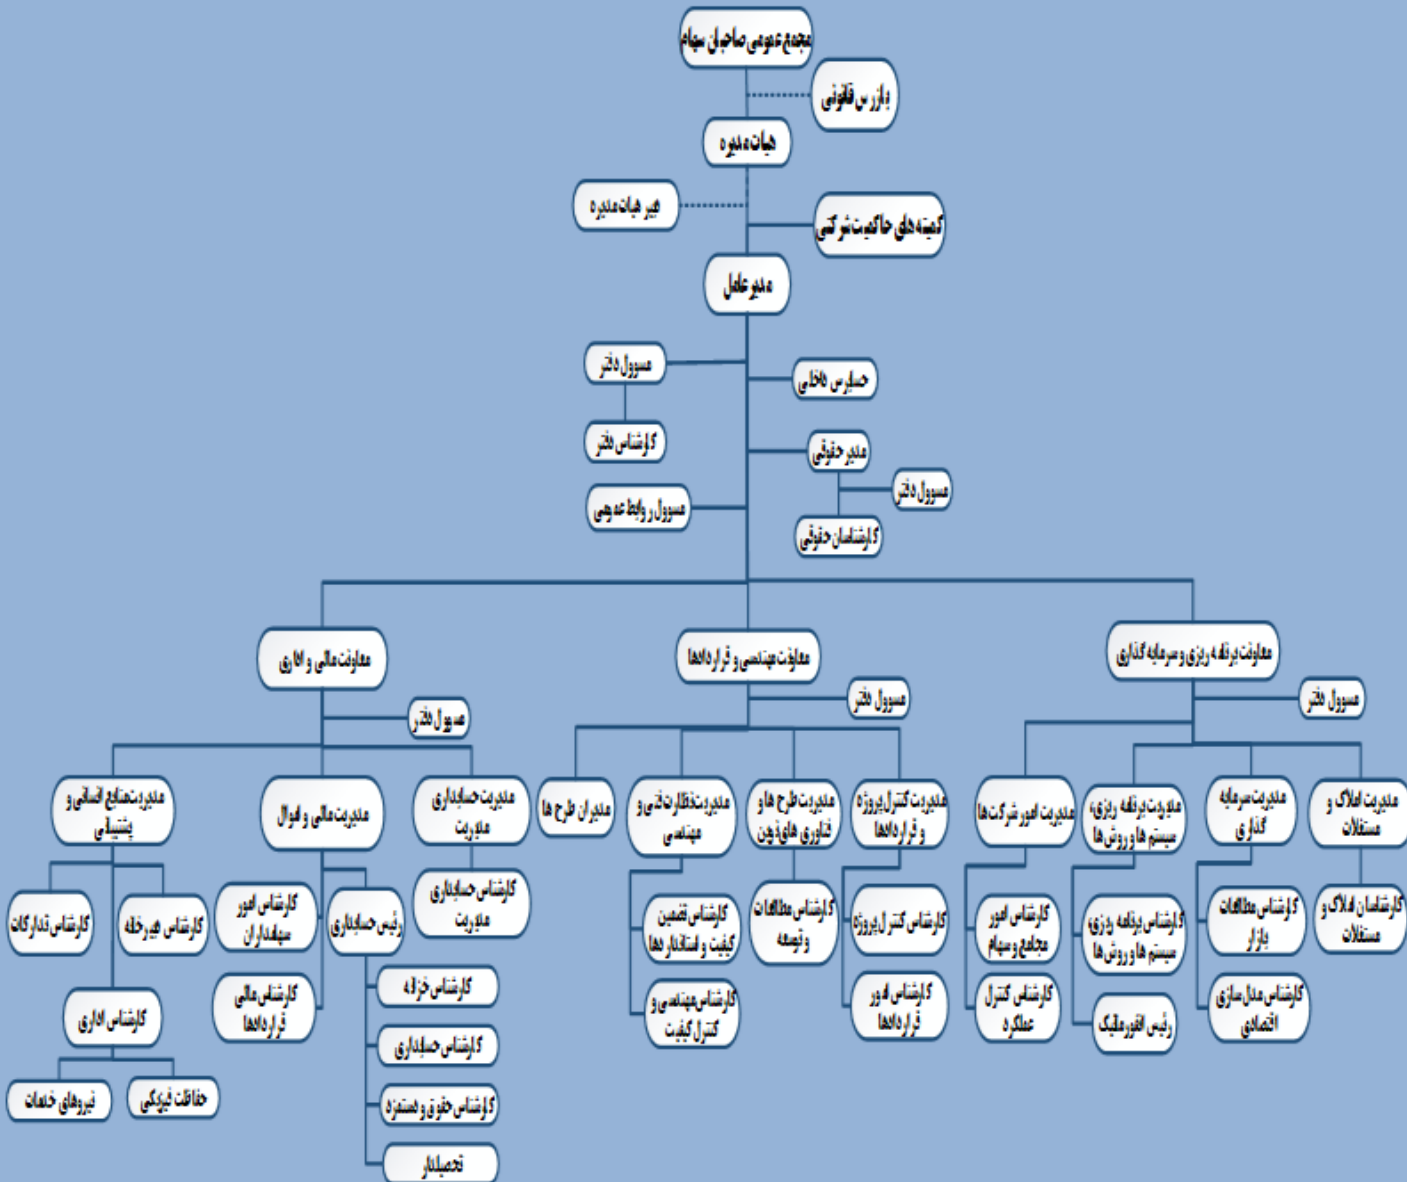 مجمع عمومی صاحبان سهام
بازرس قانونی
هیات مدیره
دبیر هیات مدیره
کمیته های حاکمیت شرکتی
مدیر عامل
مسوول دفتر
حسابرس داخلی
کارشناس دفتر
مدیر حقوقی
مسوول دفتر
مسوول روابط عمومی
کارشناسان حقوقی
معاونت برنامه ریزی و سرمایه گذاری
معاونت مهندسی و قراردادها
معاونت مالی و اداری
مسوول دفتر
مسوول دفتر
مسوول دفتر
مدیریت املاک و
مستغلات
مدیریت سرمایه
گذاری
مدیریت برنامه ریزی،
سیستم ها و روش ها
مدیریت امور شرکت ها
مدیریت کنترل پروژه
و قراردادها
مدیریت طرح ها و
فناوری های نوین
مدیریت نظارت فنی و
مهندسی
مدیران طرح ها
مدیریت حسابداری
مدیریت
مدیریت مالی و اموال
مدیریت منابع انسانی و
پشتیبانی
کارشناسان املاک و
مستغلات
کارشناس مطالعات
بازار
کارشناس برنامه ریزی،
سیستم ها و روش ها
کارشناس امور
مجامع و سهام
کارشناس کنترل پروژه
کارشناس مطالعات
و توسعه
کارشناس تضمین
کیفیت و استاندارد ها
کارشناس حسابداری
مدیریت
رئیس حسابداری
کارشناس امور
سهامداران
کارشناس دبیرخانه
کارشناس تدارکات
کارشناس مدل سازی
اقتصادی
رئیس انفورماتیک
کارشناس کنترل
عملکرد
کارشناس امور
قراردادها
کارشناس مهندسی و
کنترل کیفیت
کارشناس خزانه
کارشناس مالی
قراردادها
کارشناس اداری
کارشناس حسابداری
کارشناس حقوق و دستمزد
تحصیلدار
حفاظت فیزیکی
نیروهای خدمات